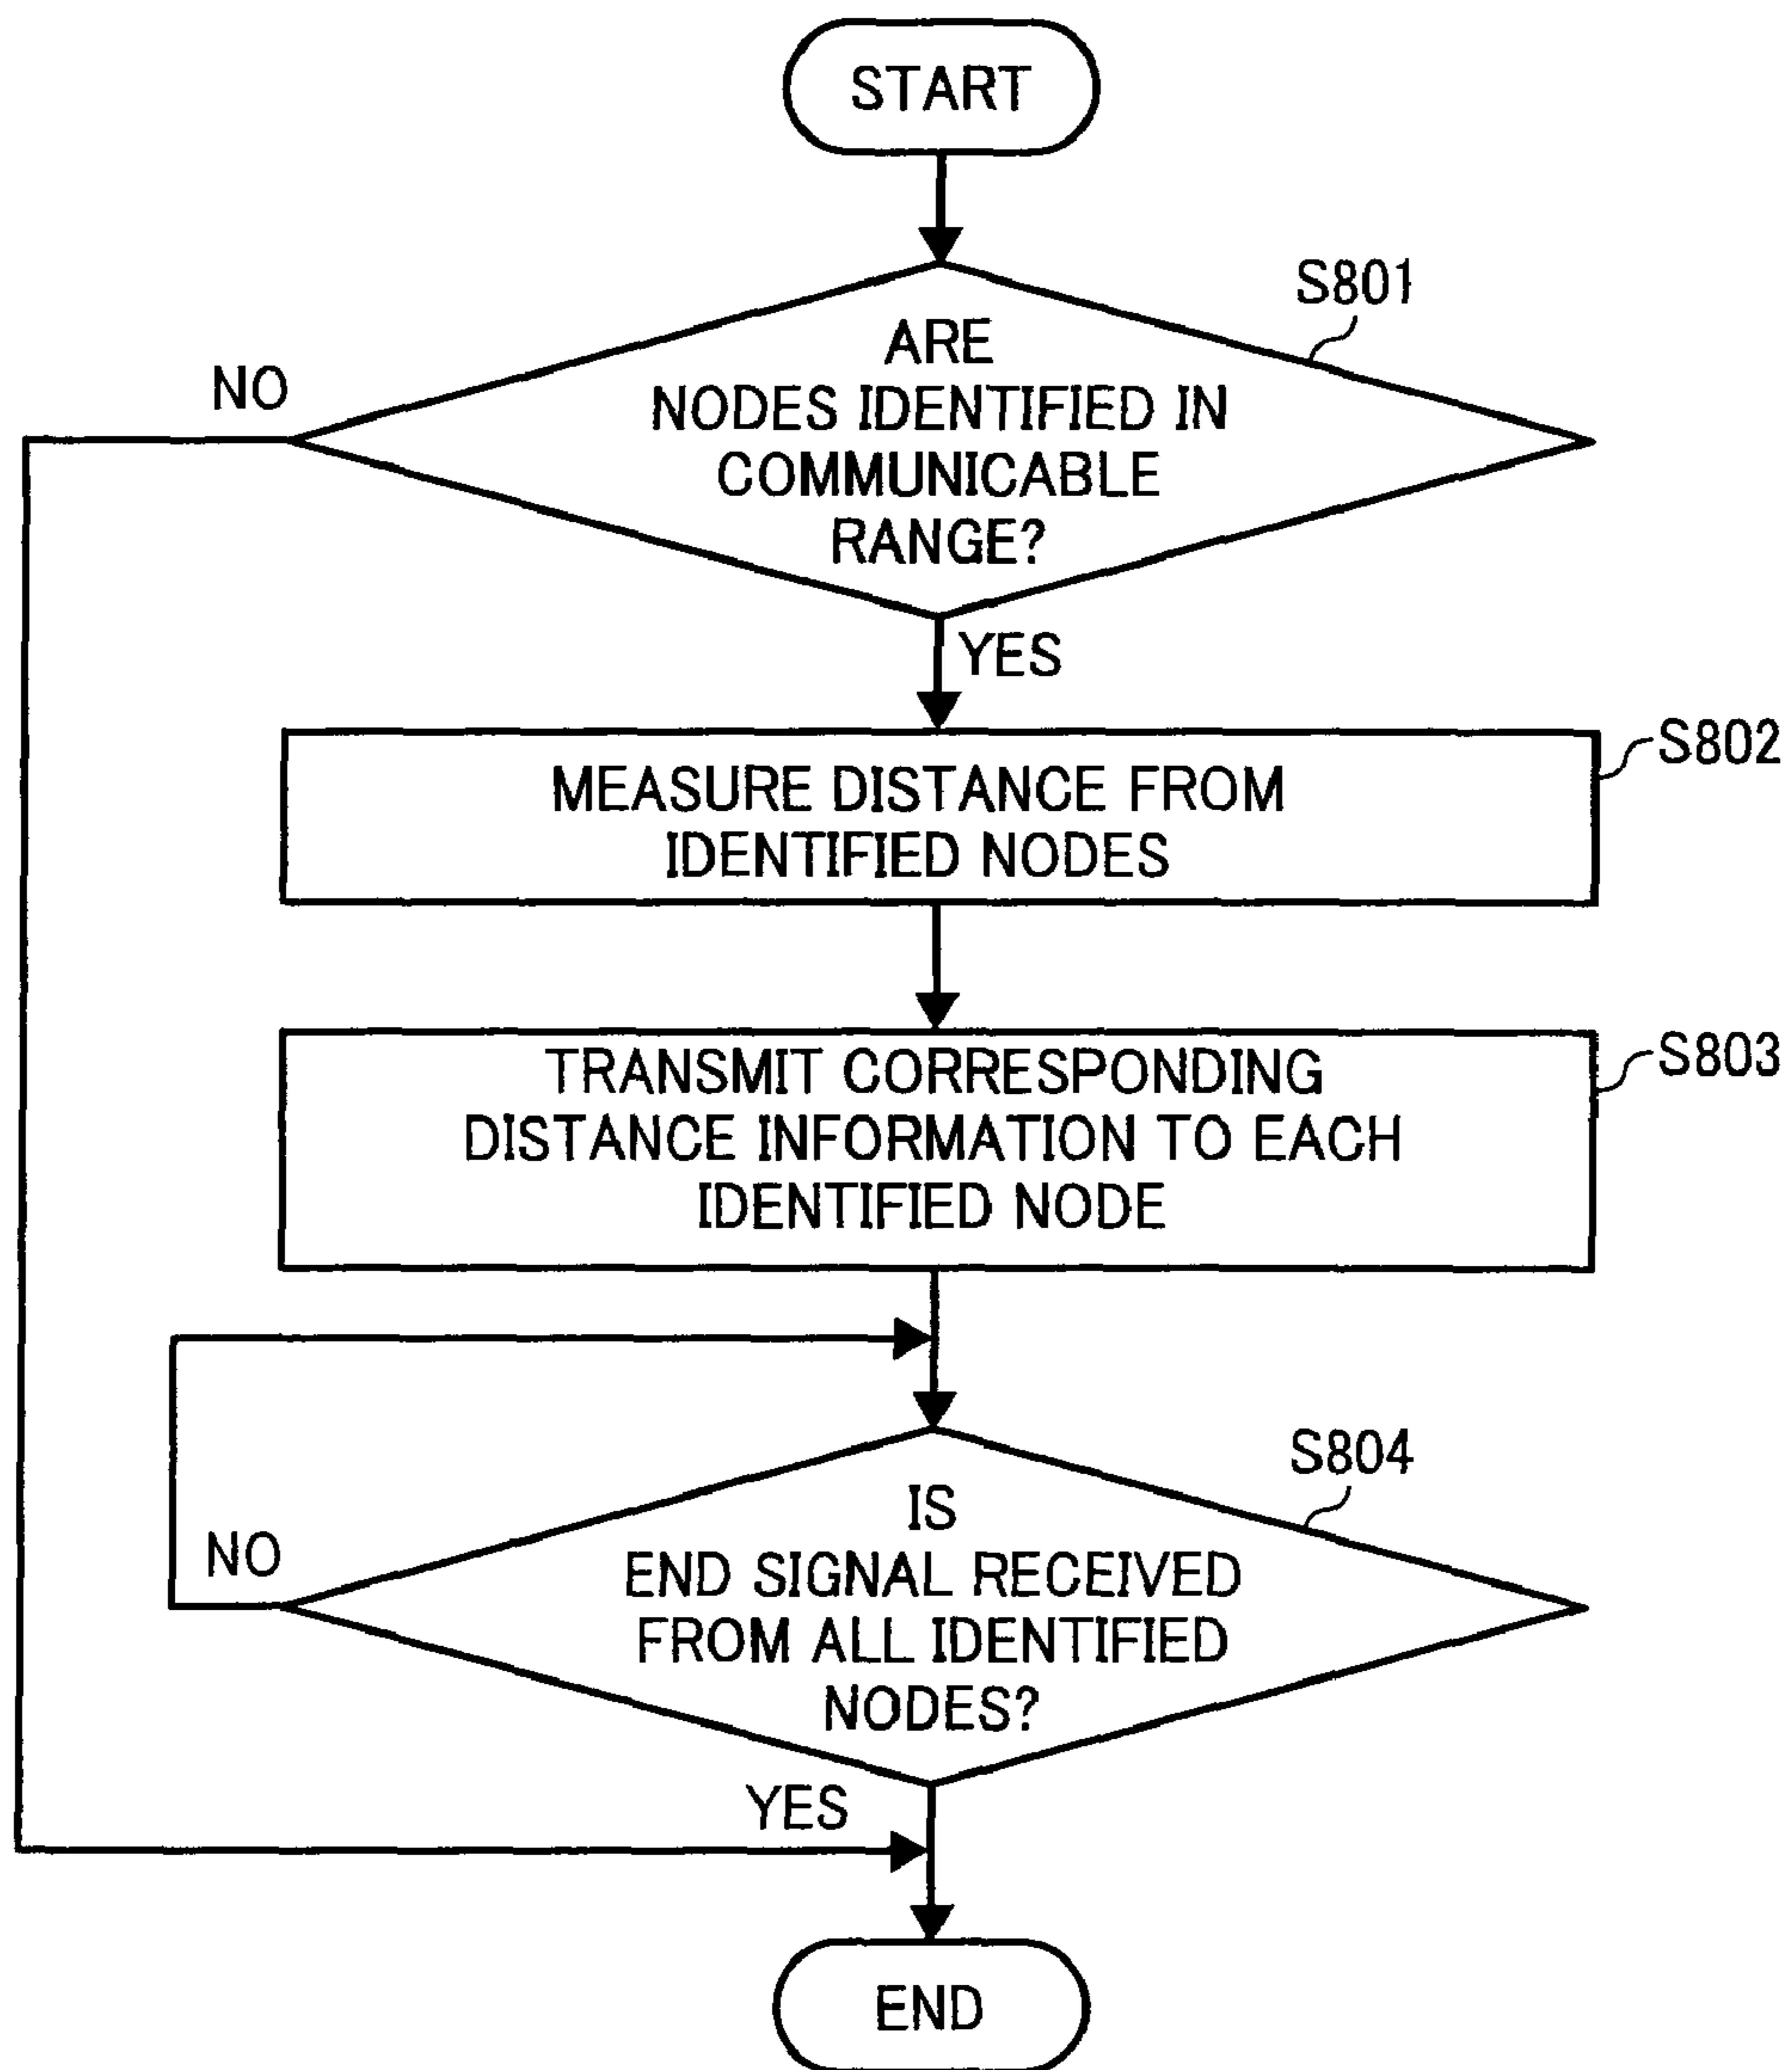 START
S801
ARE
NODES IDENTIFIED IN
COMMUNICABLE
RANGE?
NO
YES
S802
MEASURE DISTANCE FROM
IDENTIFIED NODES
S803
TRANSMIT CORRESPONDING
DISTANCE INFORMATION TO EACH
IDENTIFIED NODE
S804
IS
END SIGNAL RECEIVED
FROM ALL IDENTIFIED
NODES?
NO
YES
END